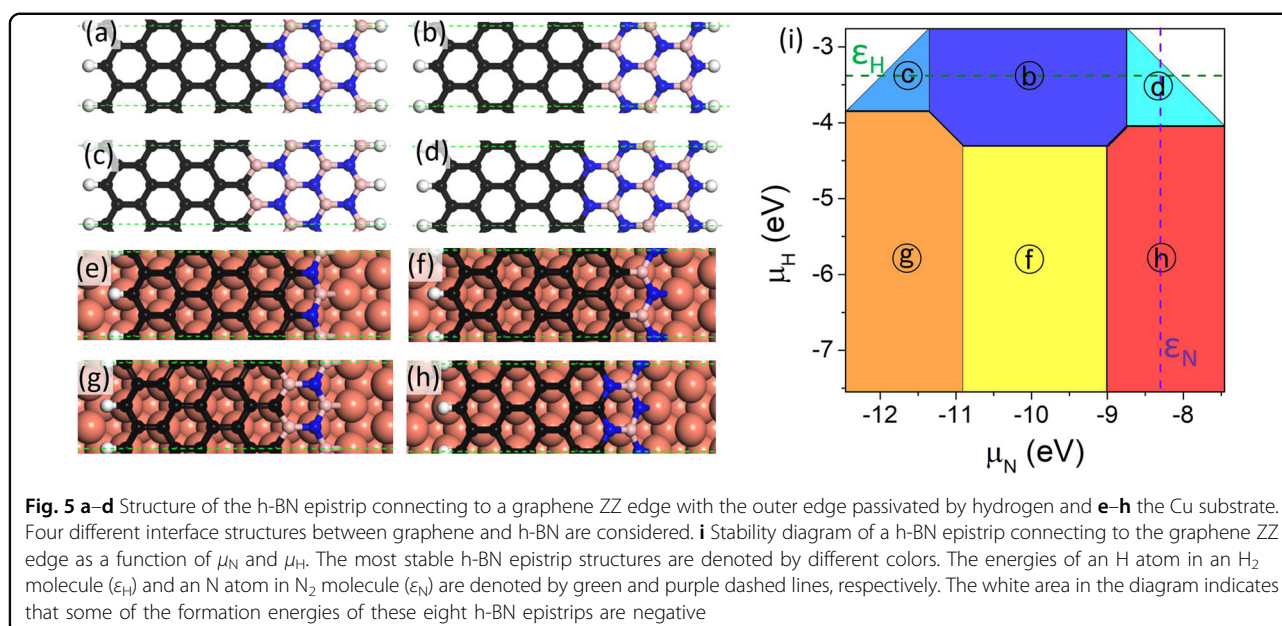 (a)
(b)
(c)
(d)
(e)
(f)
(g)
(h)
(i)
-3
-4
-5
-6
-7
μH (eV)
εH
ⓒ
ⓑ
ⓓ
ⓖ
ⓕ
ⓗ
εN
-12
-11
-10
-9
-8
μN (eV)
Fig. 5 a–d Structure of the h-BN epistrip connecting to a graphene ZZ edge with the outer edge passivated by hydrogen and e–h the Cu substrate.
Four different interface structures between graphene and h-BN are considered. i Stability diagram of a h-BN epistrip connecting to the graphene ZZ
edge as a function of μN and μH. The most stable h-BN epistrip structures are denoted by different colors. The energies of an H atom in an H2
molecule (εH) and an N atom in N2 molecule (εN) are denoted by green and purple dashed lines, respectively. The white area in the diagram indicates
that some of the formation energies of these eight h-BN epistrips are negative